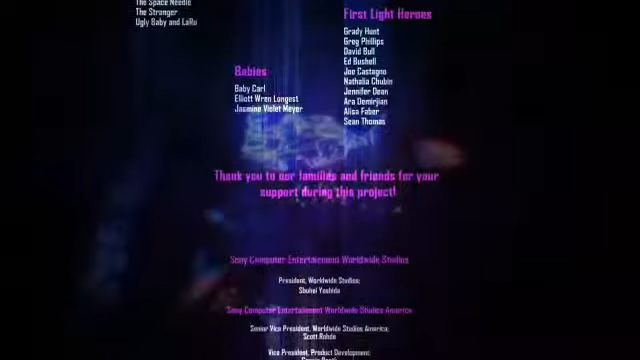 The Space Needle
The Stranger
Ugly Baby and LaRu
Babies
Baby Carl
Elliott Wren Longest
Jasmine Violet Meyer
First Light Heroes
Grady Hunt
Greg Phillips
David Bull
Ed Bushell
Joe Castagno
Nathalia Chubin
Jennifer Dean
Ara Demirjian
Alisa Faber
Sean Thomas
Thank you to our families and friends for your
support during this project!
Sony Computer Entertainment Worldwide Studios
President, Worldwide Studios:
Shuhei Yoshida
Sony Computer Entertainment Worldwide Studios America
Senior Vice President, Worldwide Studios America:
Scott Rohde
Vice President, Product Development: